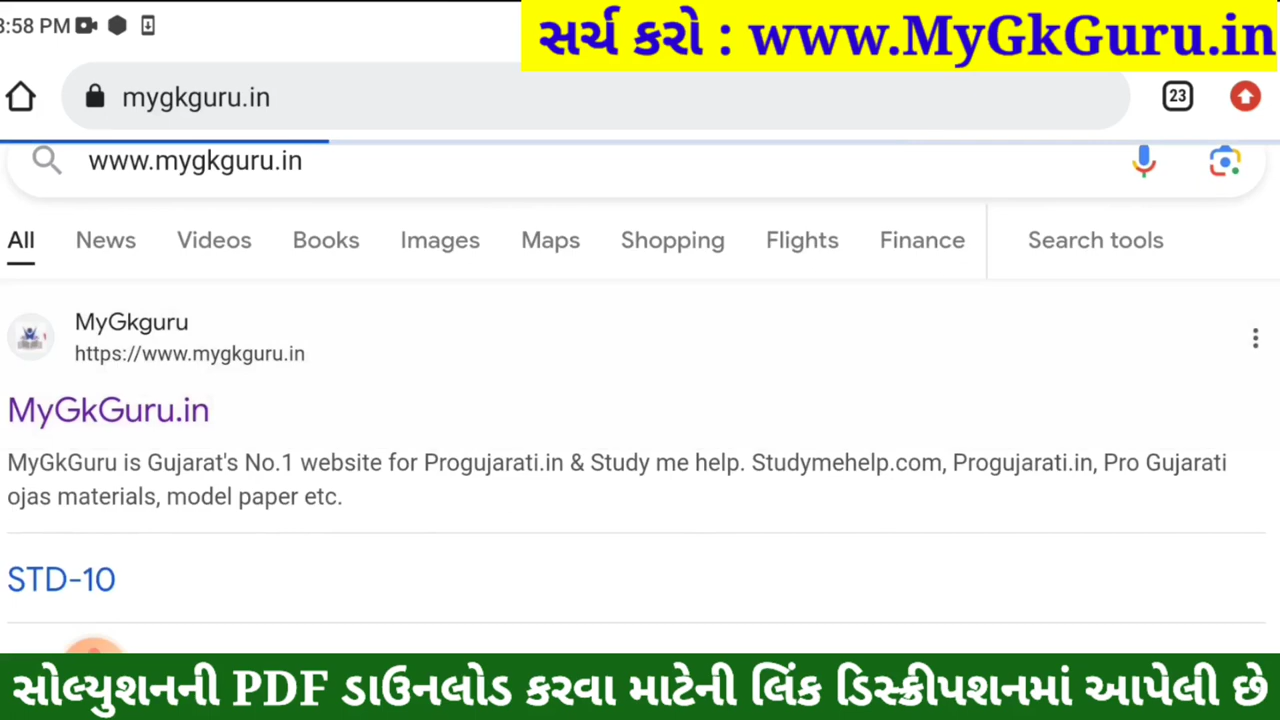 3:58 PM
સર્ચ કરો : www.MyGkGuru.in
mygkguru.in
23
www.mygkguru.in
All News Videos Books Images Maps Shopping Flights Finance Search tools
MyGkguru
https://www.mygkguru.in
MyGkGuru.in
MyGkGuru is Gujarat's No.1 website for Progujarati.in & Study me help. Studymehelp.com, Progujarati.in, Pro Gujarati
ojas materials, model paper etc.
STD-10
સોલ્યુશનની PDF ડાઉનલોડ કરવા માટેની લિંક ડિસ્ક્રીપશનમાં આપેલી છે